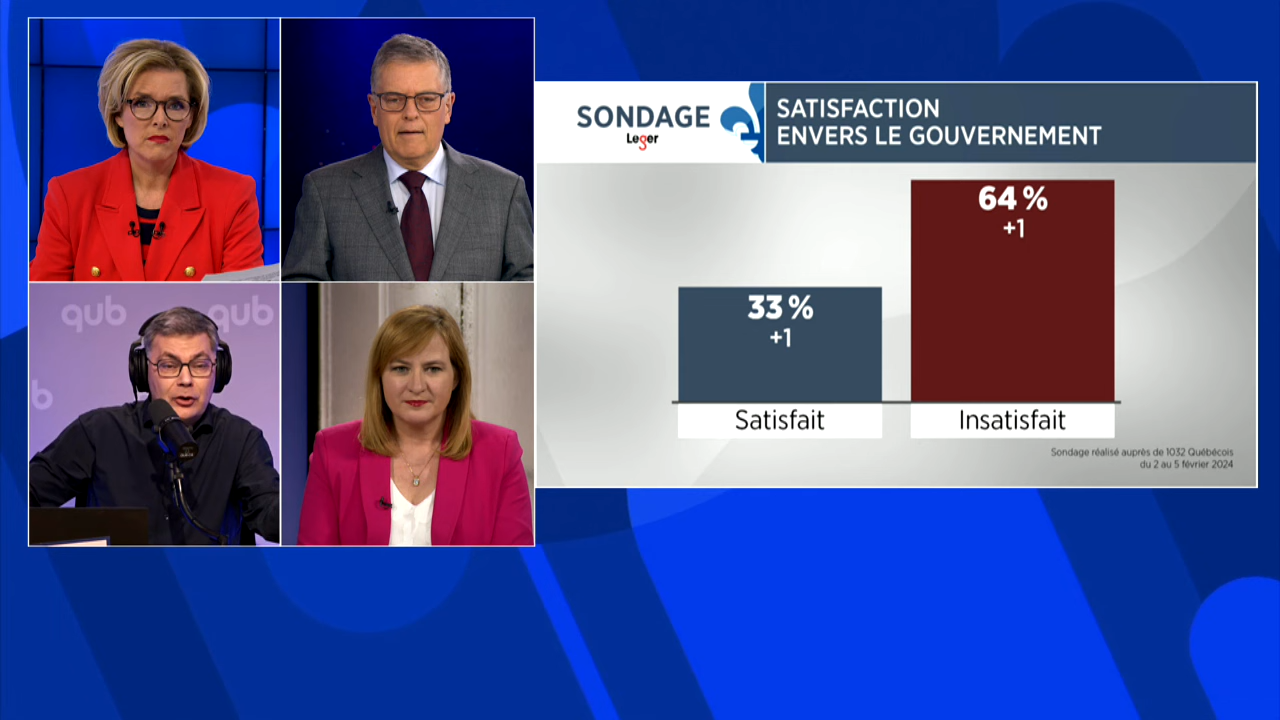 SONDAGE
Leger
SATISFACTION
ENVERS LE GOUVERNEMENT
64 %
+1
33 %
+1
Satisfait
Insatisfait
Sondage réalisé auprès de 1032 Québécois
du 2 au 5 février 2024
qub
qub
b